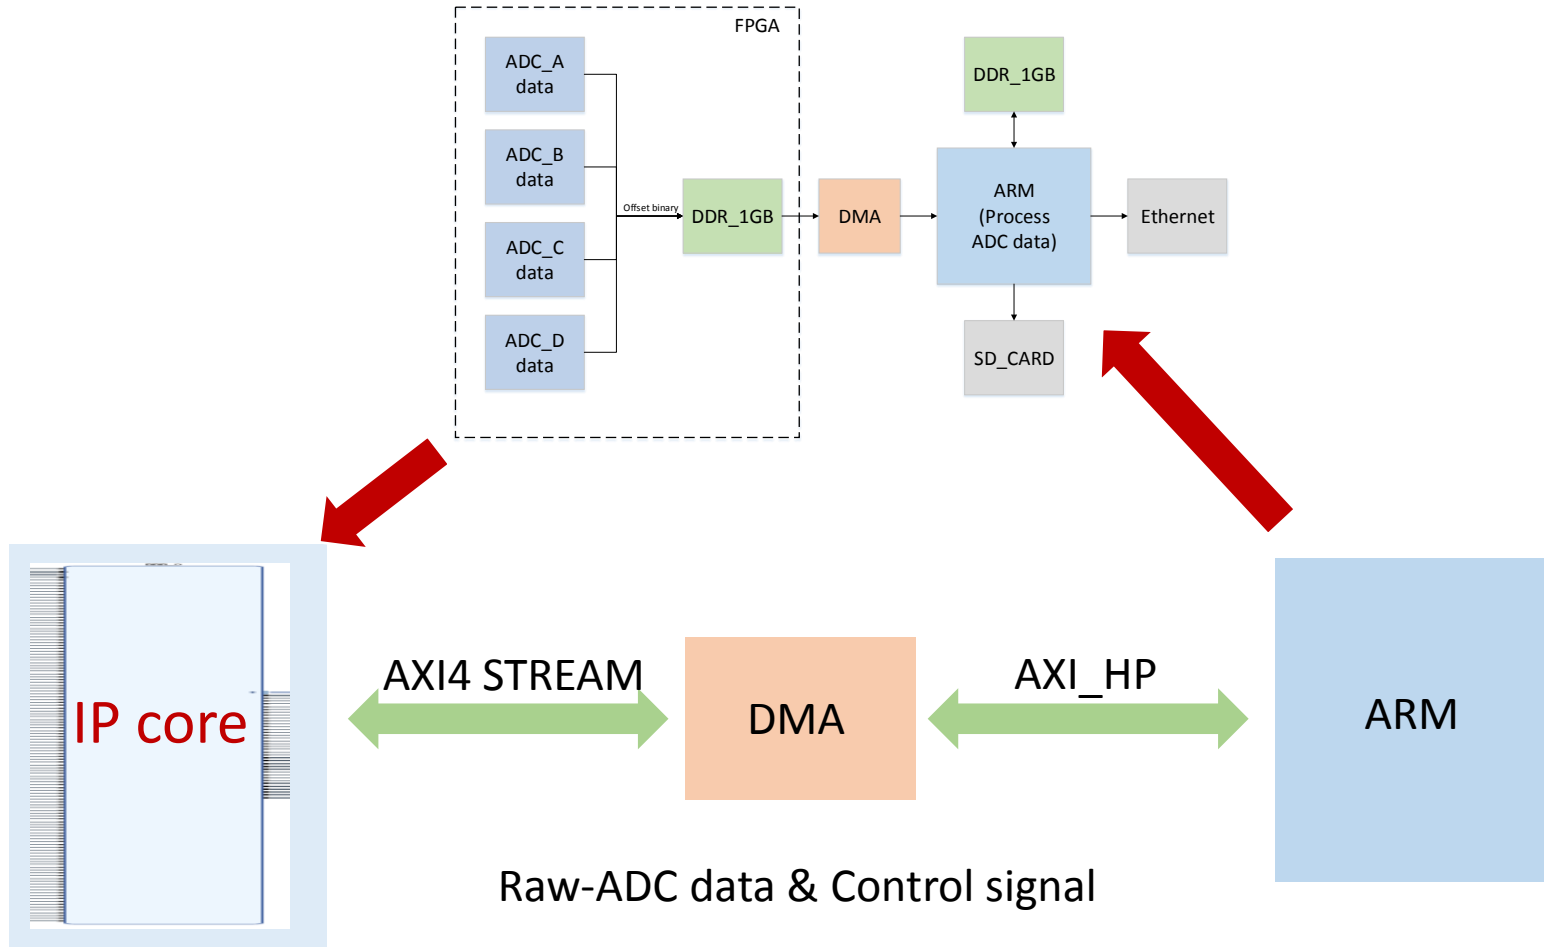 FPGA
ADC_A
data
ADC_B
data
ADC_C
data
ADC_D
data
Offset binary
DDR_1GB
DMA
DDR_1GB
ARM
(Process
ADC data)
Ethernet
SD_CARD
IP core
AXI4 STREAM
DMA
AXI_HP
ARM
Raw-ADC data & Control signal